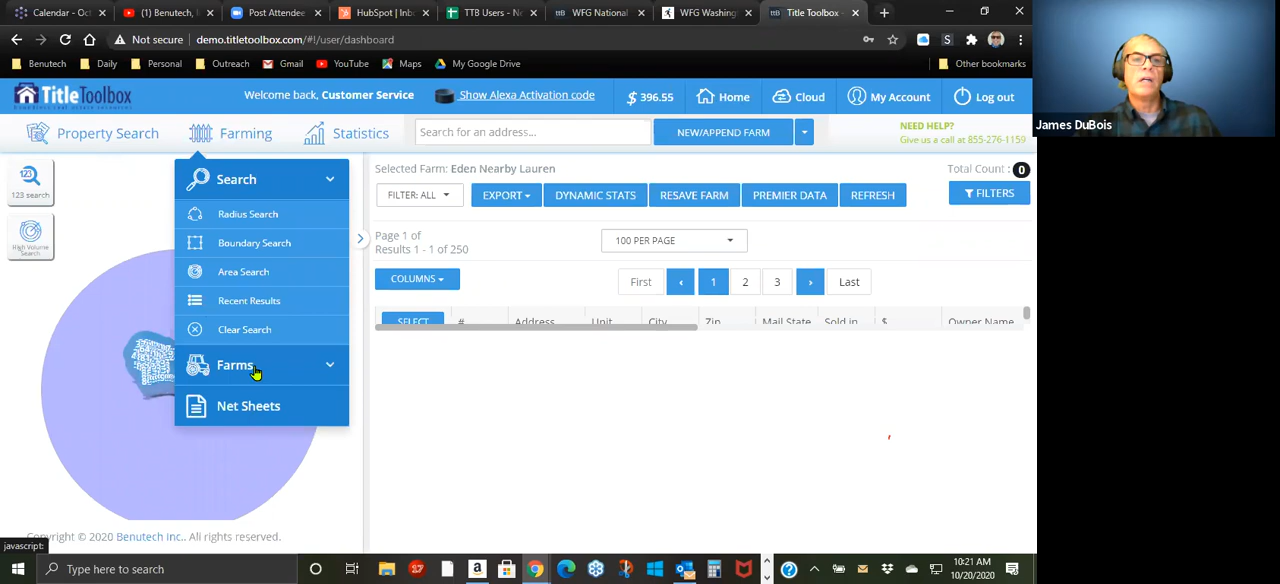 Calendar - Oct
(1) Benutech, I
Post Attendee
HubSpot | Inb
TTB Users - Ne
WFG National
WFG Washing
Title Toolbox -
Not secure
demo.titletoolbox.com/#!/user/dashboard
Benutech
Daily
Personal
Outreach
Gmail
YouTube
Maps
My Google Drive
Other bookmarks
TitleToolbox
Welcome back, Customer Service
Show Alexa Activation code
$ 396.55
Home
Cloud
My Account
Log out
Property Search
Farming
Statistics
Search for an address...
NEW/APPEND FARM
NEED HELP?
Give us a call at 855-276-1159
123
123 search
High Volume
Search
Search
Radius Search
Boundary Search
Area Search
Recent Results
Clear Search
Farms
Net Sheets
Selected Farm: Eden Nearby Lauren
Total Count : 0
FILTER: ALL
EXPORT
DYNAMIC STATS
RESAVE FARM
PREMIER DATA
REFRESH
FILTERS
Page 1 of
Results 1 - 1 of 250
100 PER PAGE
COLUMNS
First
1
2
3
Last
SELECT
#
Address
Unit
City
Zip
Mail State
Sold in
$
Owner Name
Copyright © 2020 Benutech Inc.. All rights reserved.
javascript:
Type here to search
10:21 AM
10/20/2020
James DuBois